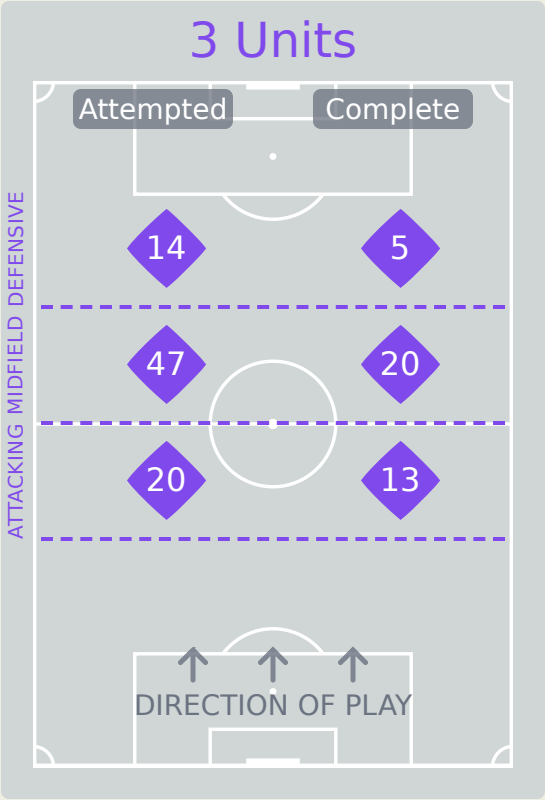 3 Units
Attempted
Complete
14
5
47
20
20
13
ATTACKING MIDFIELD DEFENSIVE
DIRECTION OF PLAY